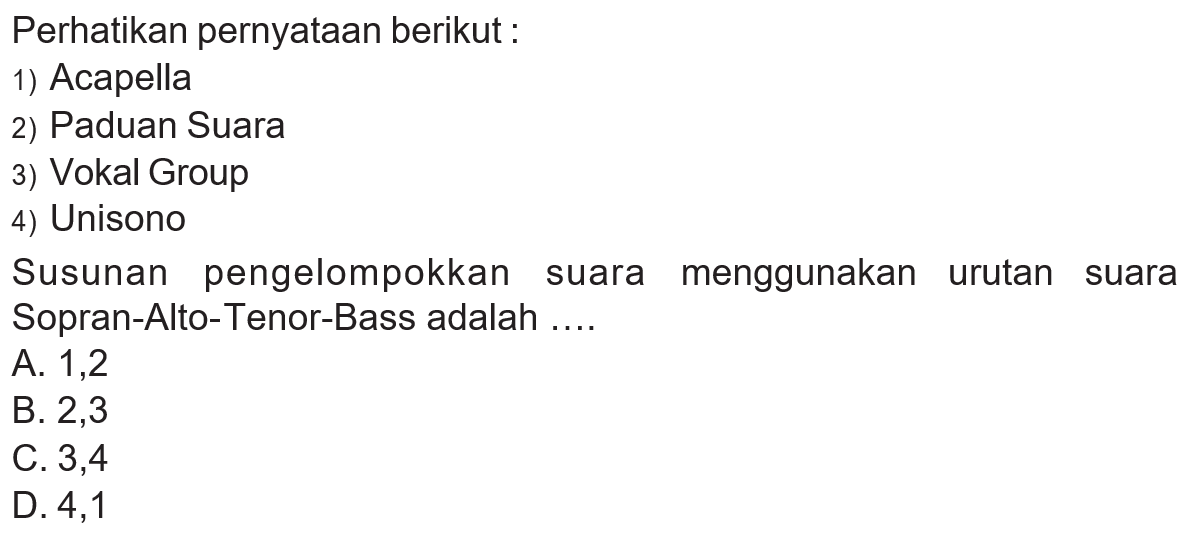 Perhatikan pernyataan berikut :
1) Acapella
2) Paduan Suara
3) Vokal Group
4) Unisono
Susunan pengelompokkan suara menggunakan urutan suara
Sopran-Alto-Tenor-Bass adalah ....
A. 1,2
B. 2,3
C. 3,4
D. 4,1